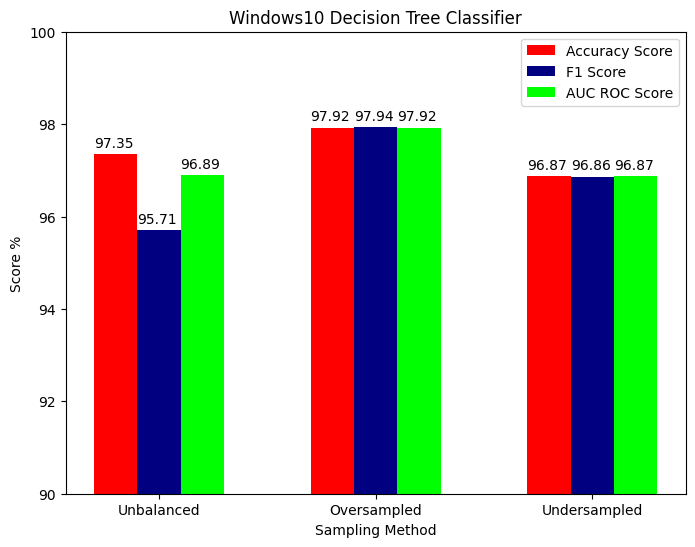 Windows10 Decision Tree Classifier
Accuracy Score
F1 Score
AUC ROC Score
100
98
96
94
92
90
Score %
97.35
95.71
96.89
97.92
97.94
97.92
96.87
96.86
96.87
Unbalanced
Oversampled
Undersampled
Sampling Method